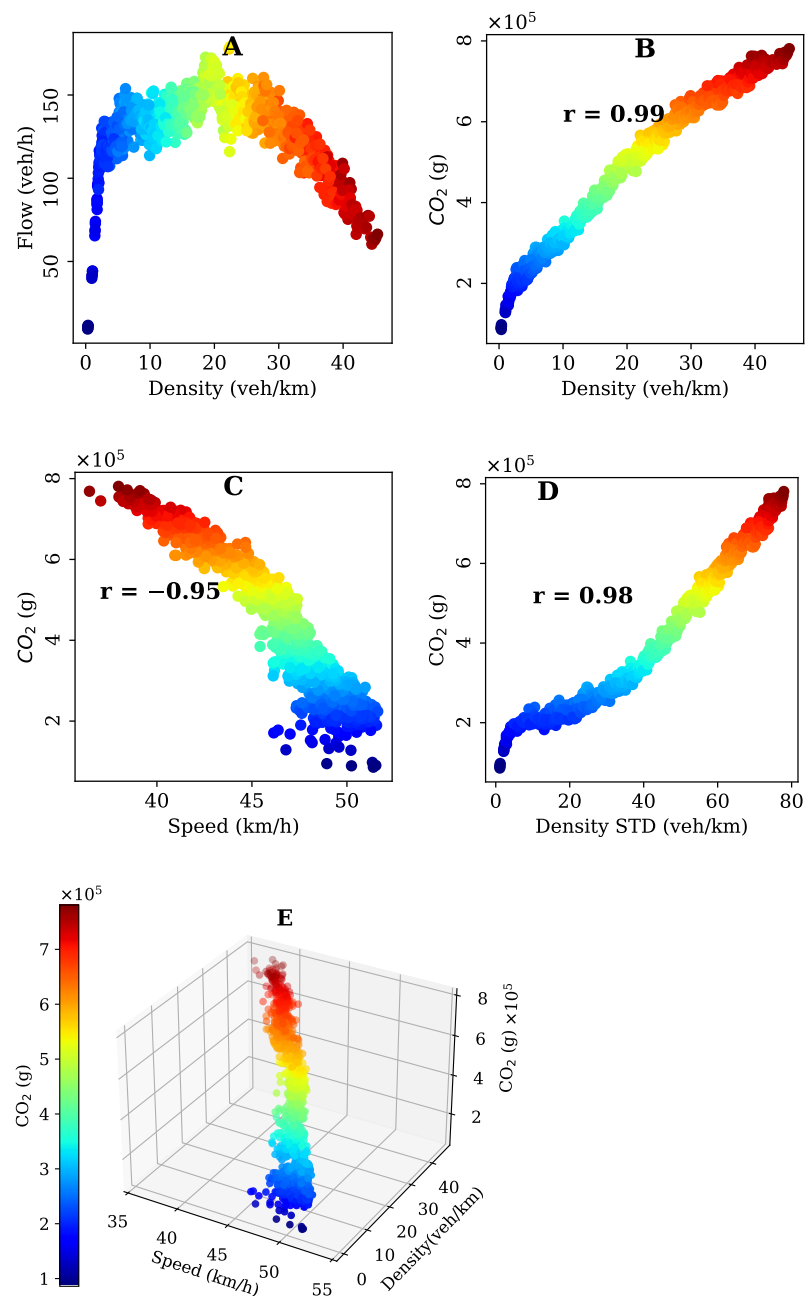 A
Flow (veh/h)
150
100
50
0 10 20 30 40
Density (veh/km)
×10⁵
B
r = 0.99
CO₂ (g)
8
6
4
2
0 10 20 30 40
Density (veh/km)
×10⁵
C
r = −0.95
CO₂ (g)
8
6
4
2
40 45 50
Speed (km/h)
×10⁵
D
r = 0.98
CO₂ (g)
8
6
4
2
0 20 40 60 80
Density STD (veh/km)
×10⁵
CO₂ (g)
7
6
5
4
3
2
1
E
CO₂ (g) ×10⁵
8
6
4
2
35 40 45 50 55
Speed (km/h)
0 10 20 30 40
Density(veh/km)